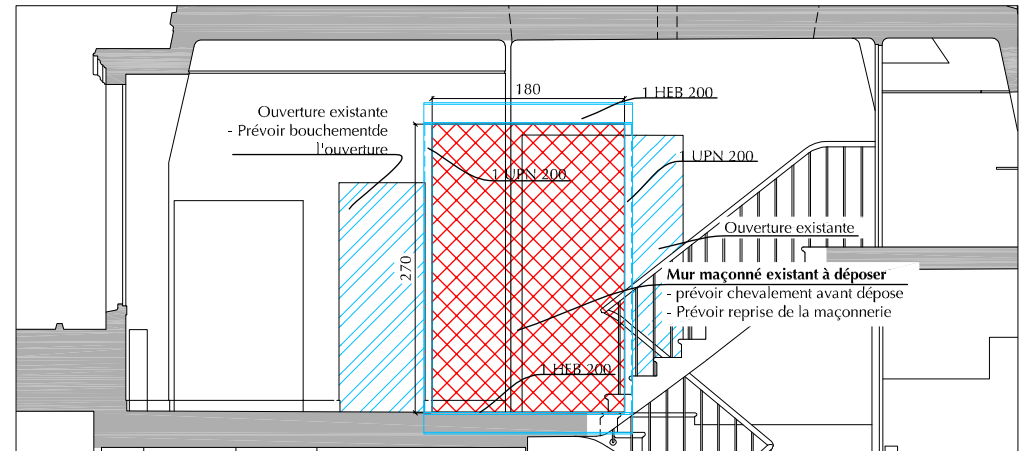 180
1 HEB 200
Ouverture existante
- Prévoir bouchementde
l'ouverture
1 UPN 200
1 UPN 200
Ouverture existante
270
Mur maçonné existant à déposer
- prévoir chevalement avant dépose
- Prévoir reprise de la maçonnerie
1 HEB 200